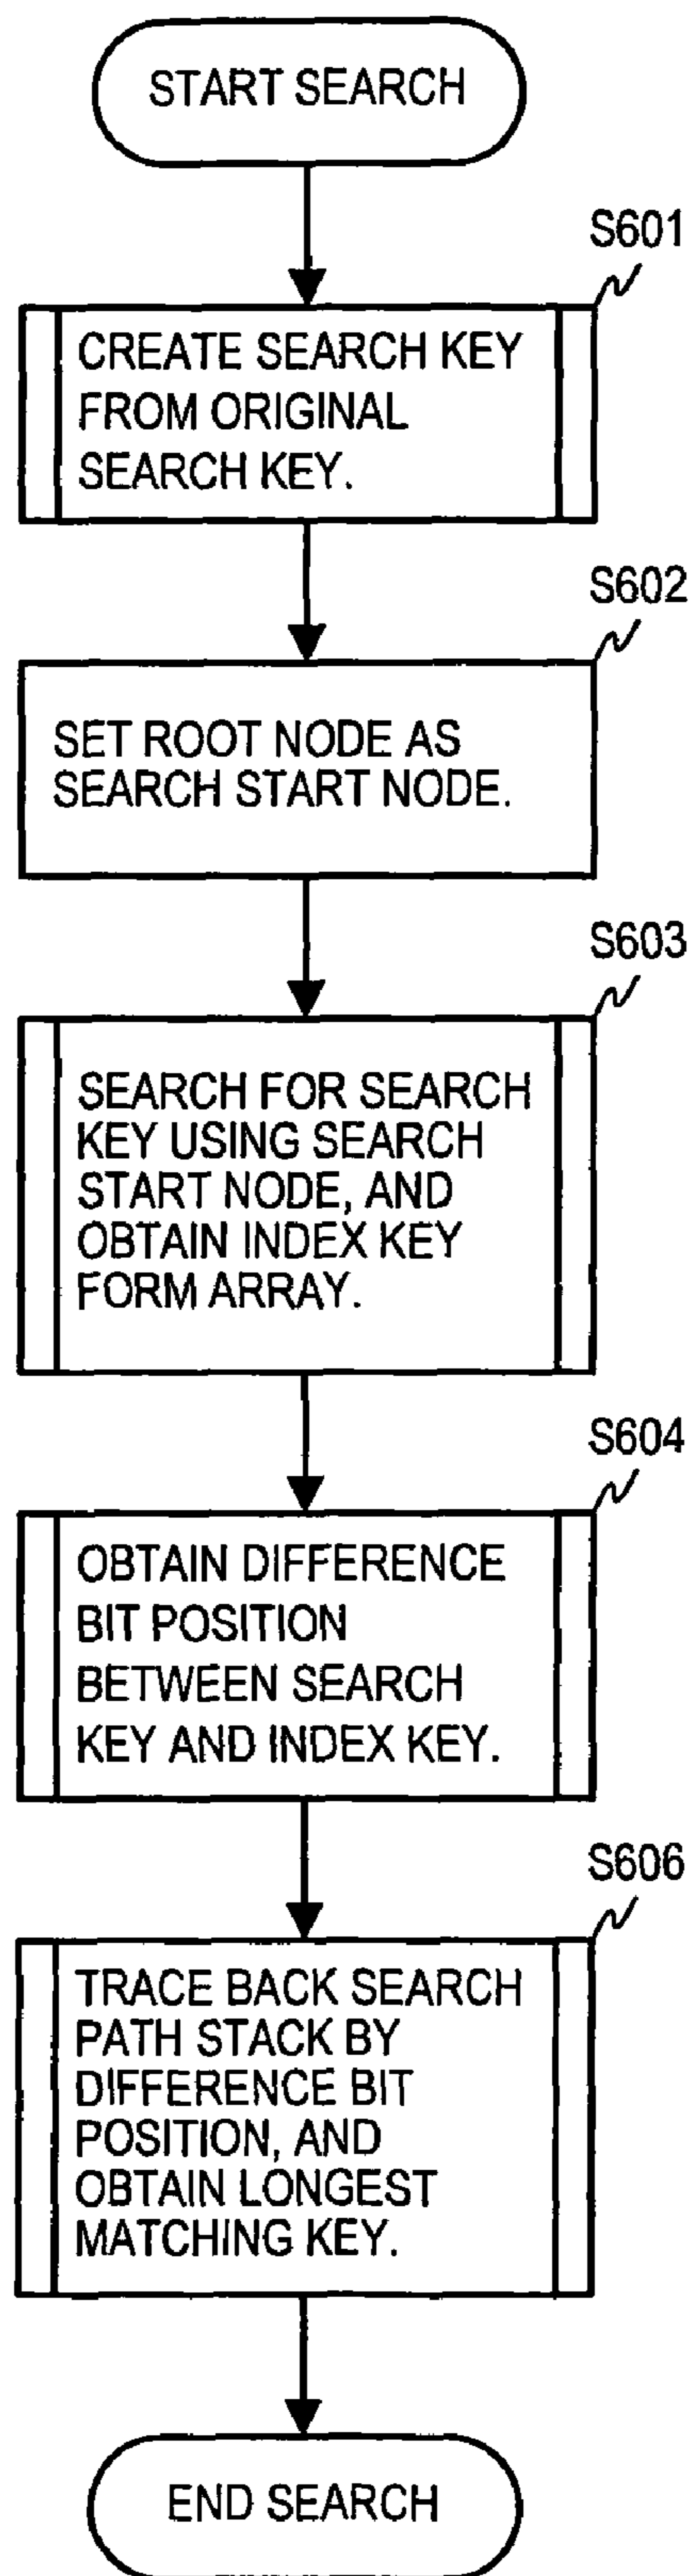 START SEARCH
S601
CREATE SEARCH KEY
FROM ORIGINAL
SEARCH KEY.
S602
SET ROOT NODE AS
SEARCH START NODE.
S603
SEARCH FOR SEARCH
KEY USING SEARCH
START NODE, AND
OBTAIN INDEX KEY
FORM ARRAY.
S604
OBTAIN DIFFERENCE
BIT POSITION
BETWEEN SEARCH
KEY AND INDEX KEY.
S606
TRACE BACK SEARCH
PATH STACK BY
DIFFERENCE BIT
POSITION, AND
OBTAIN LONGEST
MATCHING KEY.
END SEARCH